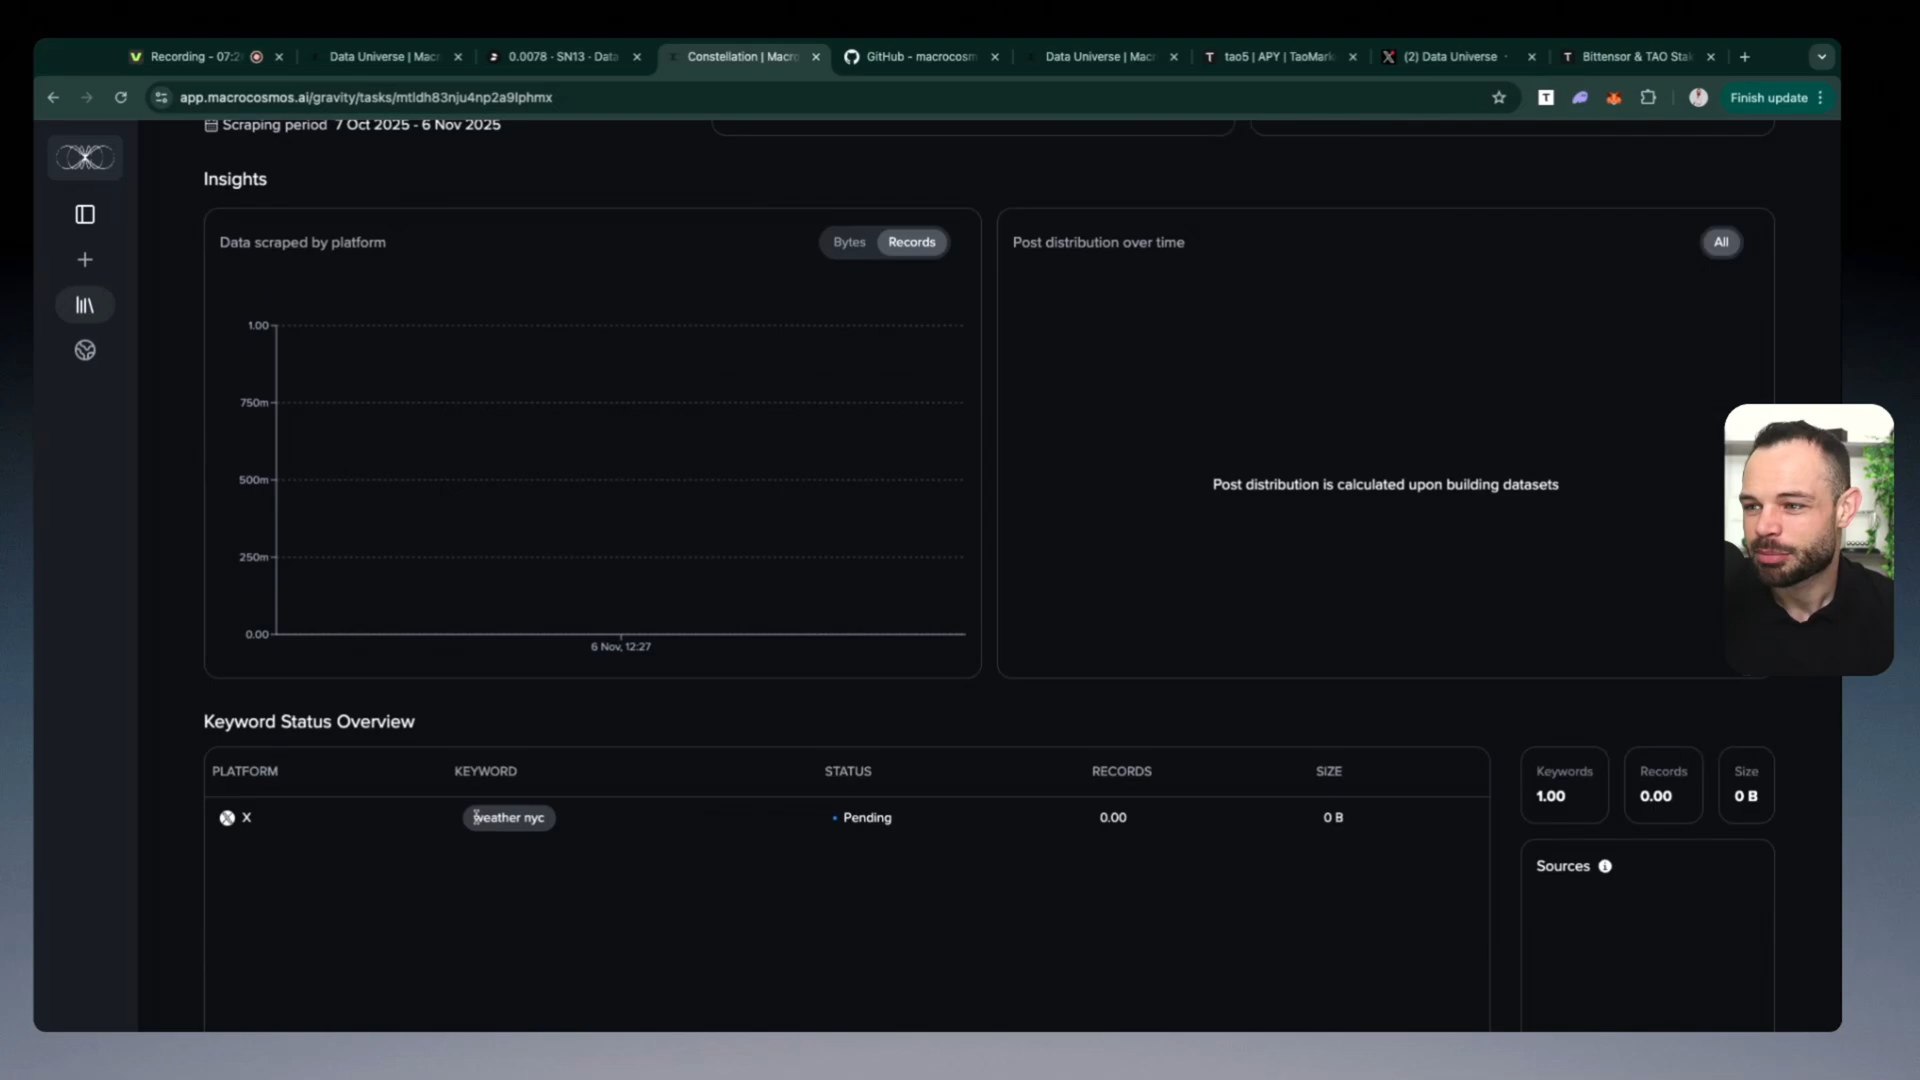 Recording - 07:2
Data Universe | Macr
0.0078 · SN13 · Data
Constellation | Macro
GitHub - macrocosm
Data Universe | Macr
tao5 | APY | TaoMark
(2) Data Universe ·
Bittensor & TAO Stak
app.macrocosmos.ai/gravity/tasks/mtldh83nju4np2a9lphmx
T
Finish update
Scraping period 7 Oct 2025 - 6 Nov 2025
Insights
Data scraped by platform
Bytes
Records
Post distribution over time
All
1.00
750m
500m
250m
0.00
6 Nov, 12:27
Post distribution is calculated upon building datasets
Keyword Status Overview
PLATFORM KEYWORD STATUS RECORDS SIZE
X weather nyc Pending 0.00 0 B
Keywords
1.00
Records
0.00
Size
0 B
Sources